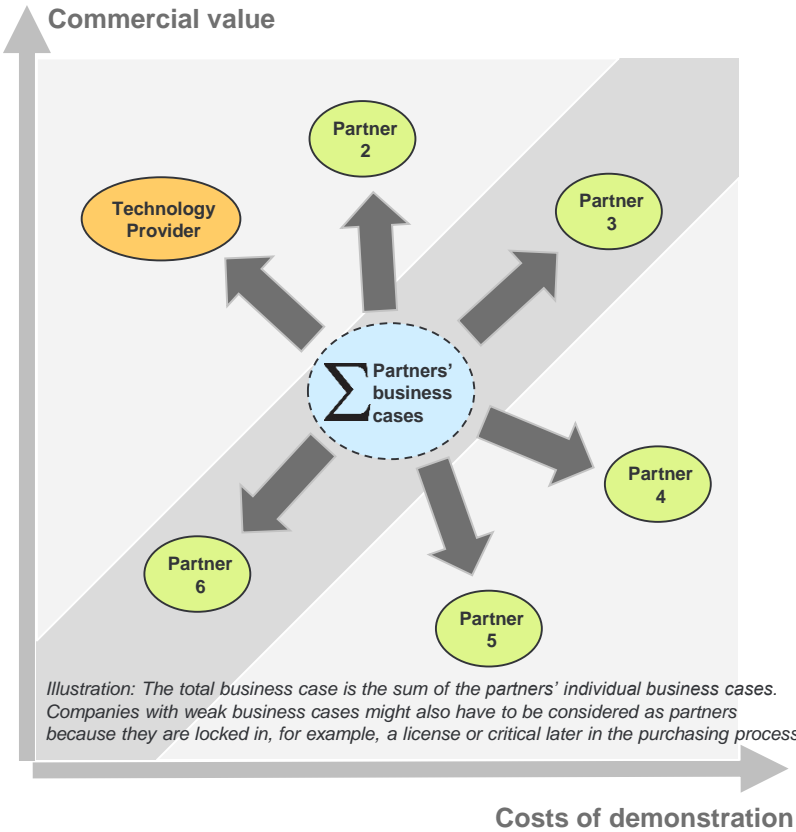 Commercial value
Partner
2
Technology
Provider
Partner
3
∑ Partners’
business
cases
Partner
4
Partner
6
Partner
5
Illustration: The total business case is the sum of the partners’ individual business cases.
Companies with weak business cases might also have to be considered as partners
because they are locked in, for example, a license or critical later in the purchasing process
Costs of demonstration